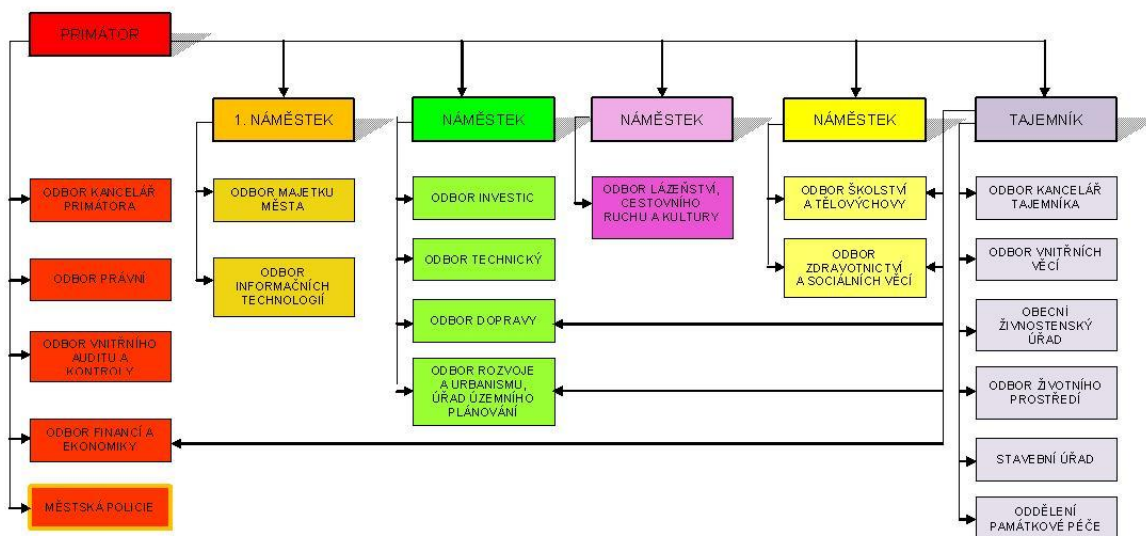 PRIMÁTOR
1. NÁMĚSTEK
NÁMĚSTEK
NÁMĚSTEK
NÁMĚSTEK
TAJEMNÍK
ODBOR KANCELÁŘ
PRIMÁTORA
ODBOR PRÁVNÍ
ODBOR VNITŘNÍHO
AUDITU A
KONTROLY
ODBOR FINANCÍ A
EKONOMIKY
MĚSTSKÁ POLICIE
ODBOR MAJETKU
MĚSTA
ODBOR
INFORMAČNÍCH
TECHNOLOGIÍ
ODBOR INVESTIC
ODBOR TECHNICKÝ
ODBOR DOPRAVY
ODBOR ROZVOJE
A URBANISMU,
ÚŘAD ÚZEMNÍHO
PLÁNOVÁNÍ
ODBOR LÁZEŇSTVÍ,
CESTOVNÍHO
RUCHU A KULTURY
ODBOR ŠKOLSTVÍ
A TĚLOVÝCHOVY
ODBOR
ZDRAVOTNICTVÍ
A SOCIÁLNÍCH VĚCÍ
ODBOR KANCELÁŘ
TAJEMNÍKA
ODBOR VNITŘNÍCH
VĚCÍ
OBECNÍ
ŽIVNOSTENSKÝ
ÚŘAD
ODBOR ŽIVOTNÍHO
PROSTŘEDÍ
STAVEBNÍ ÚŘAD
ODDĚLENÍ
PAMÁTKOVÉ PÉČE